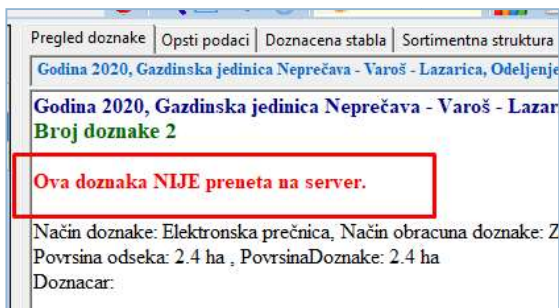 Pregled doznake Opsti podaci Doznacena stabla Sortimentna struktura
Godina 2020, Gazdinska jedinica Neprečava - Varoš - Lazarica, Odeljenje
Godina 2020, Gazdinska jedinica Neprečava - Varoš - Lazar
Broj doznake 2
Ova doznaka NIJE preneta na server.
Način doznake: Elektronska prečnica, Način obracuna doznake: Z
Povrsina odseka: 2.4 ha , PovrsinaDoznake: 2.4 ha
Doznacar: